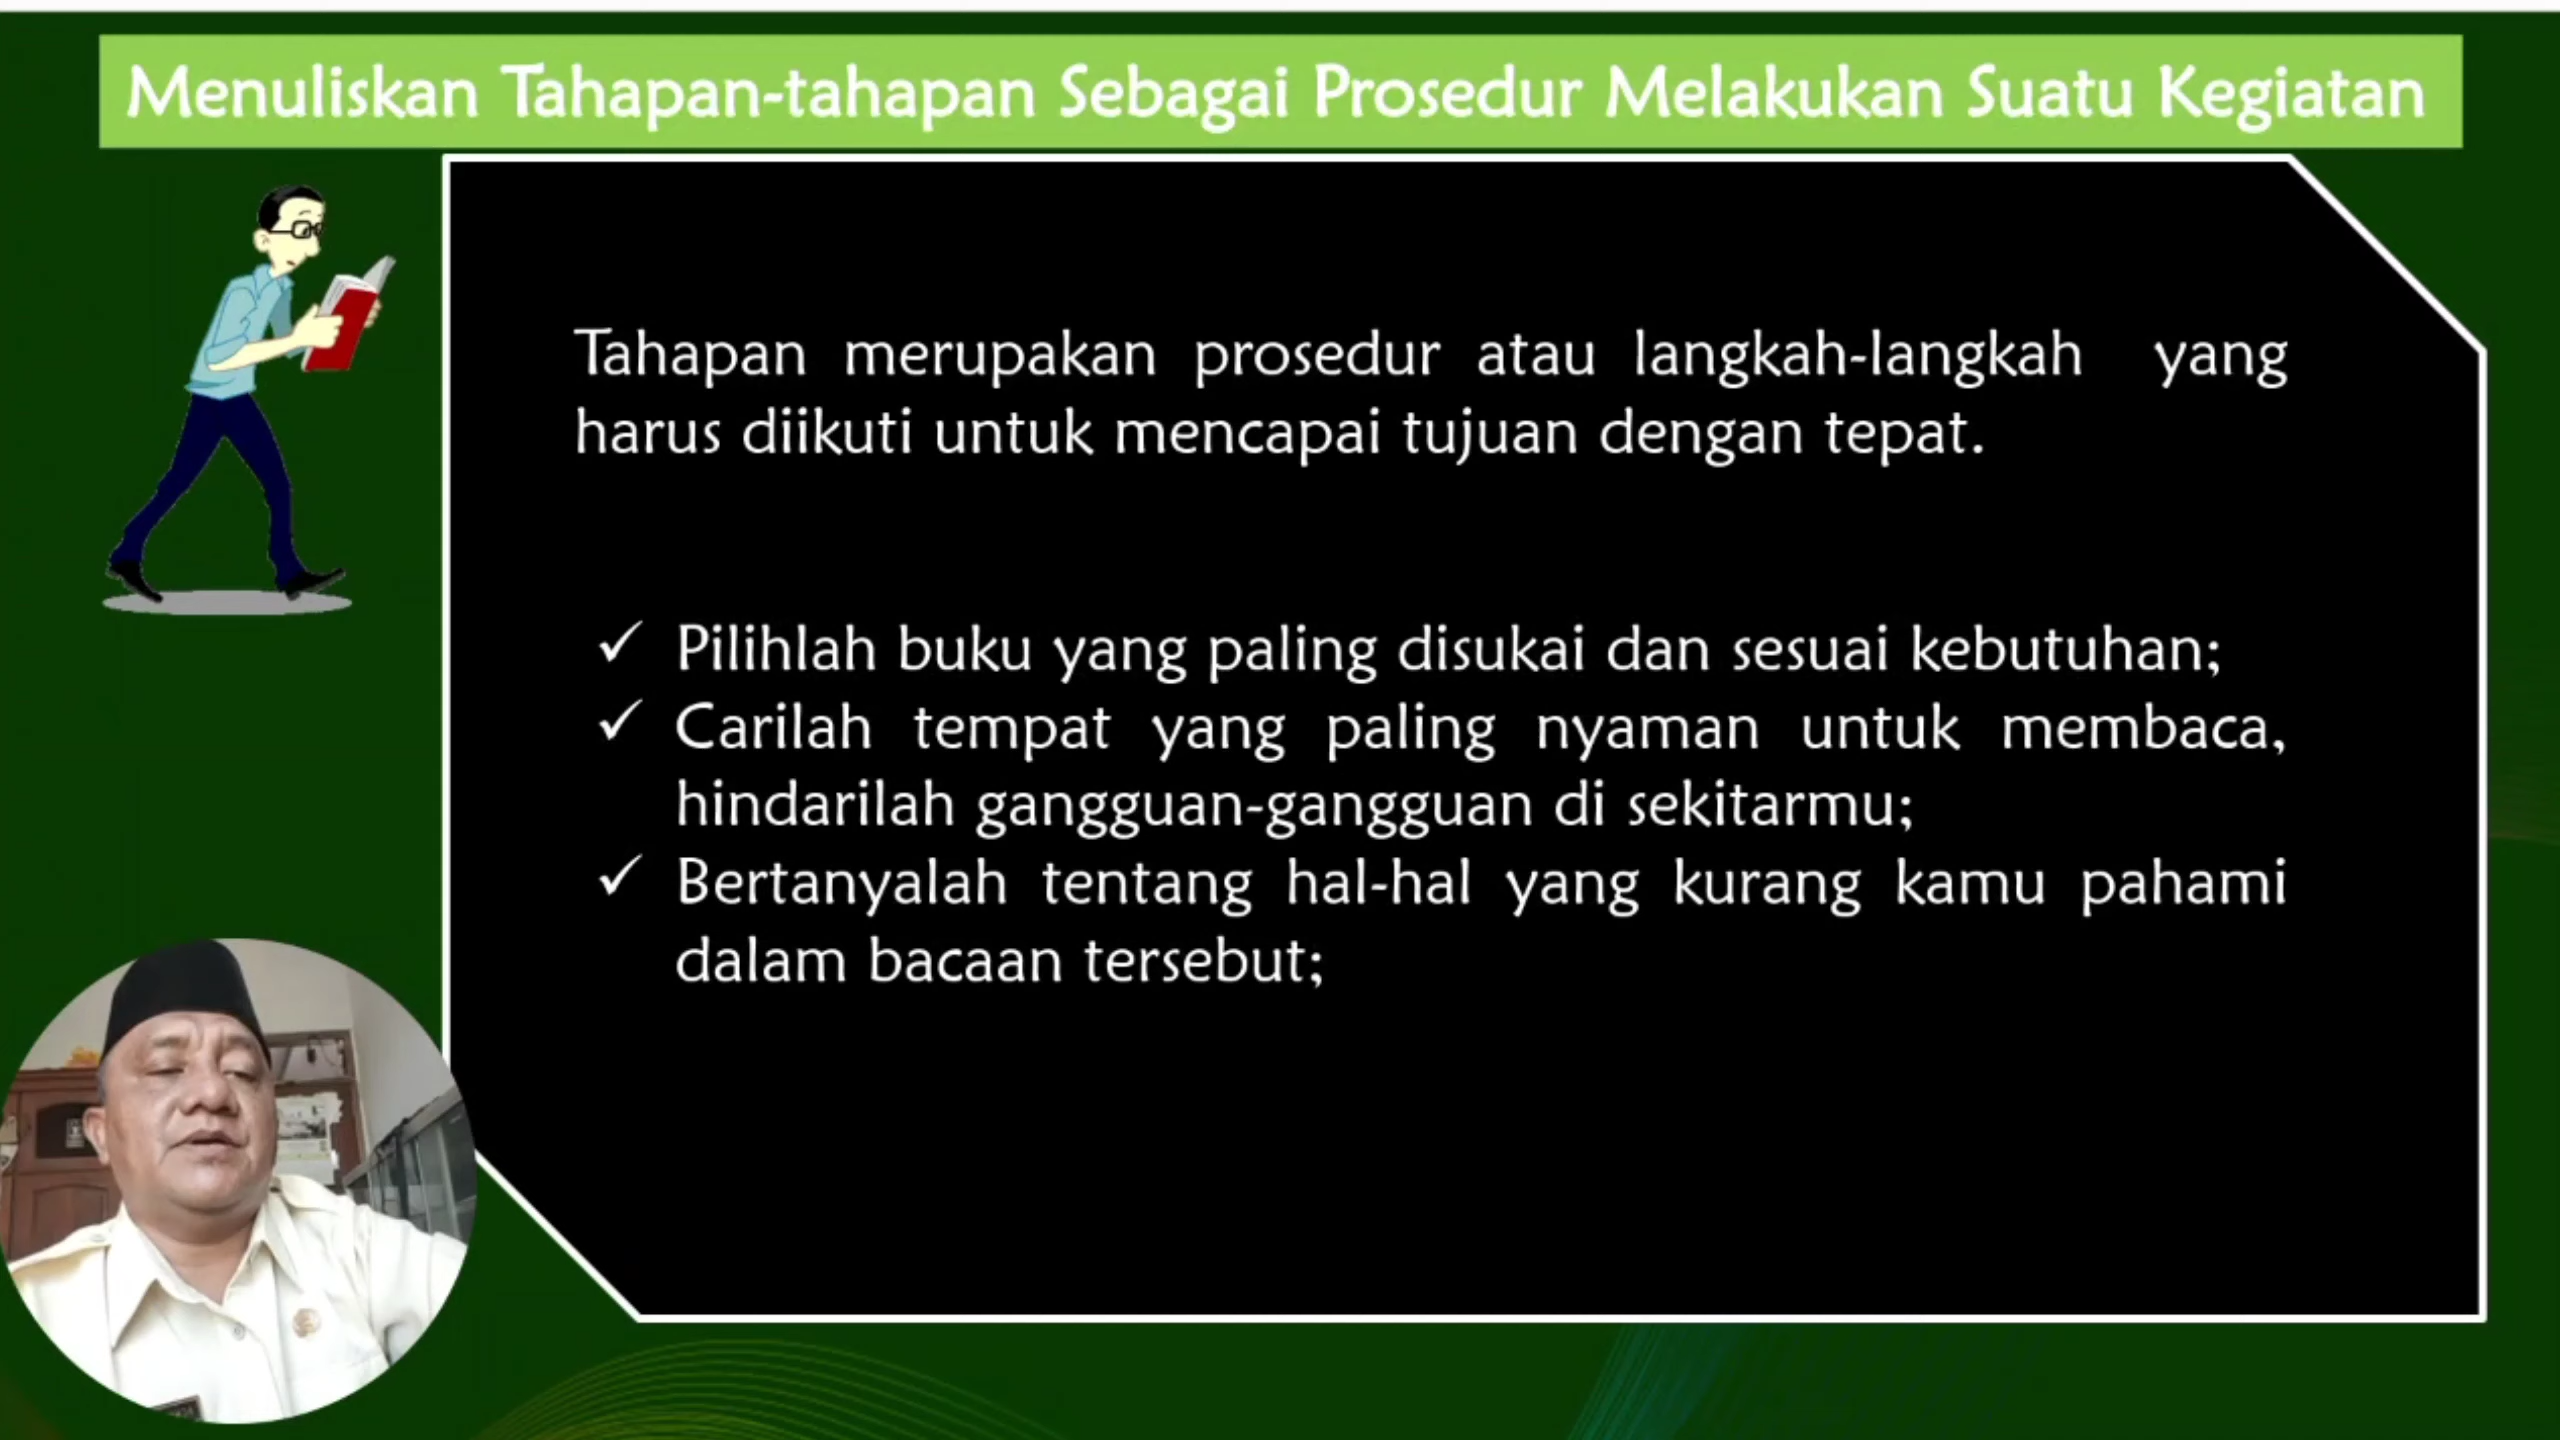 Menuliskan Tahapan-tahapan Sebagai Prosedur Melakukan Suatu Kegiatan
Tahapan merupakan prosedur atau langkah-langkah yang
harus diikuti untuk mencapai tujuan dengan tepat.
✓ Pilihlah buku yang paling disukai dan sesuai kebutuhan;
✓ Carilah tempat yang paling nyaman untuk membaca,
hindarilah gangguan-gangguan di sekitarmu;
✓ Bertanyalah tentang hal-hal yang kurang kamu pahami
dalam bacaan tersebut;